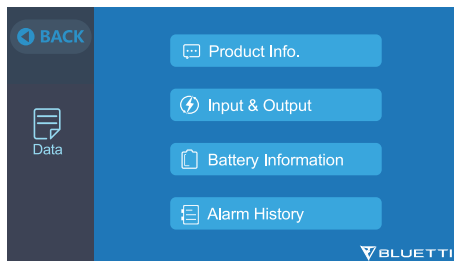 BACK
Data
Product Info.
Input & Output
Battery Information
Alarm History
BLUETTI